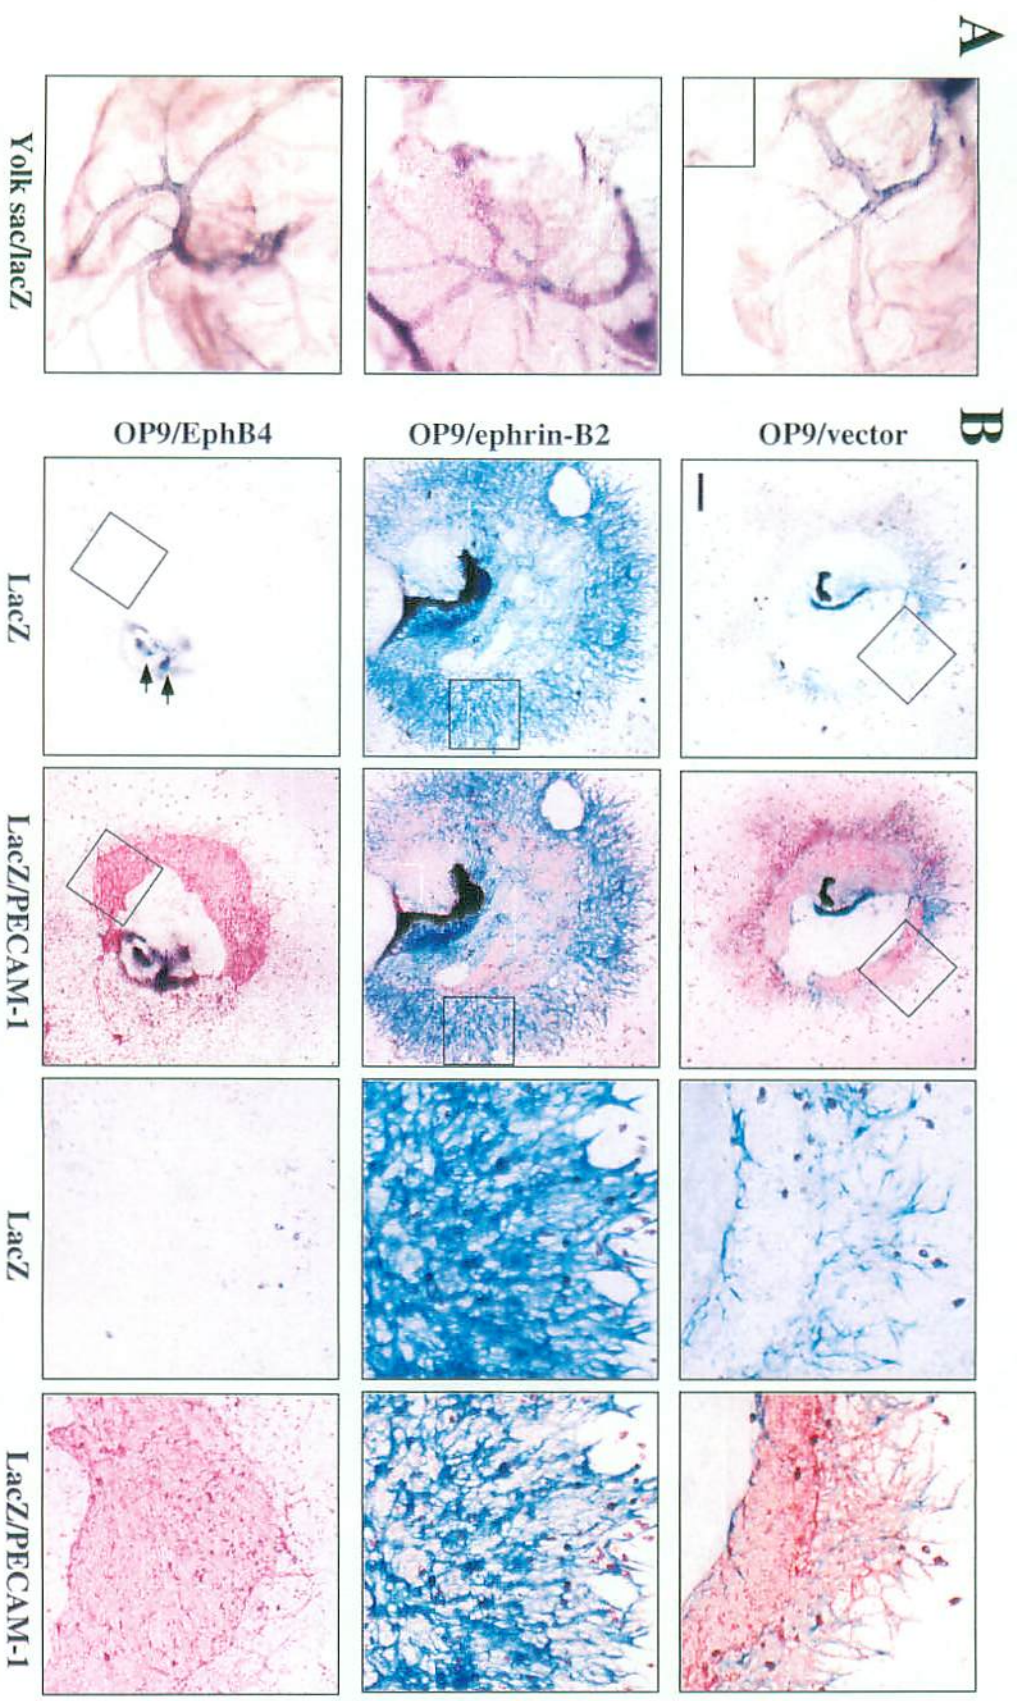 A
Yolk sac/lacZ
B
OP9/vector
OP9/ephrin-B2
OP9/EphB4
LacZ
LacZ/PECAM-1
LacZ
LacZ/PECAM-1